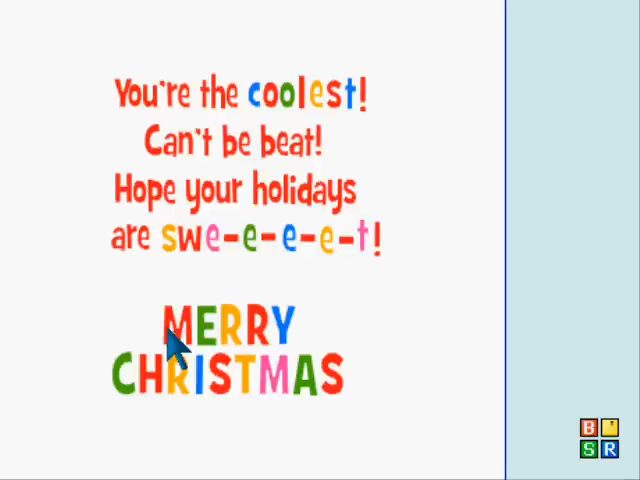 You're the coolest!
Can't be beat!
Hope your holidays
are swe-e-e-e-t!
MERRY
CHRISTMAS
B '
S R